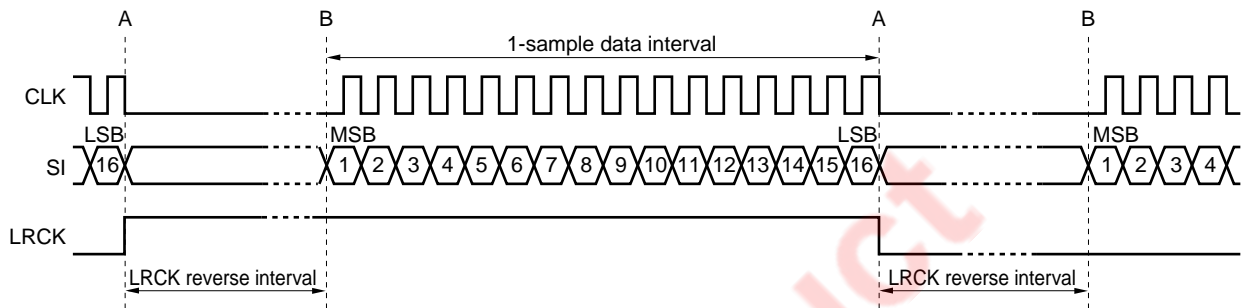 A B A B
1-sample data interval
CLK
LSB MSB LSB MSB
SI 16 1 2 3 4 5 6 7 8 9 10 11 12 13 14 15 16 1 2 3 4
LRCK
LRCK reverse interval LRCK reverse interval